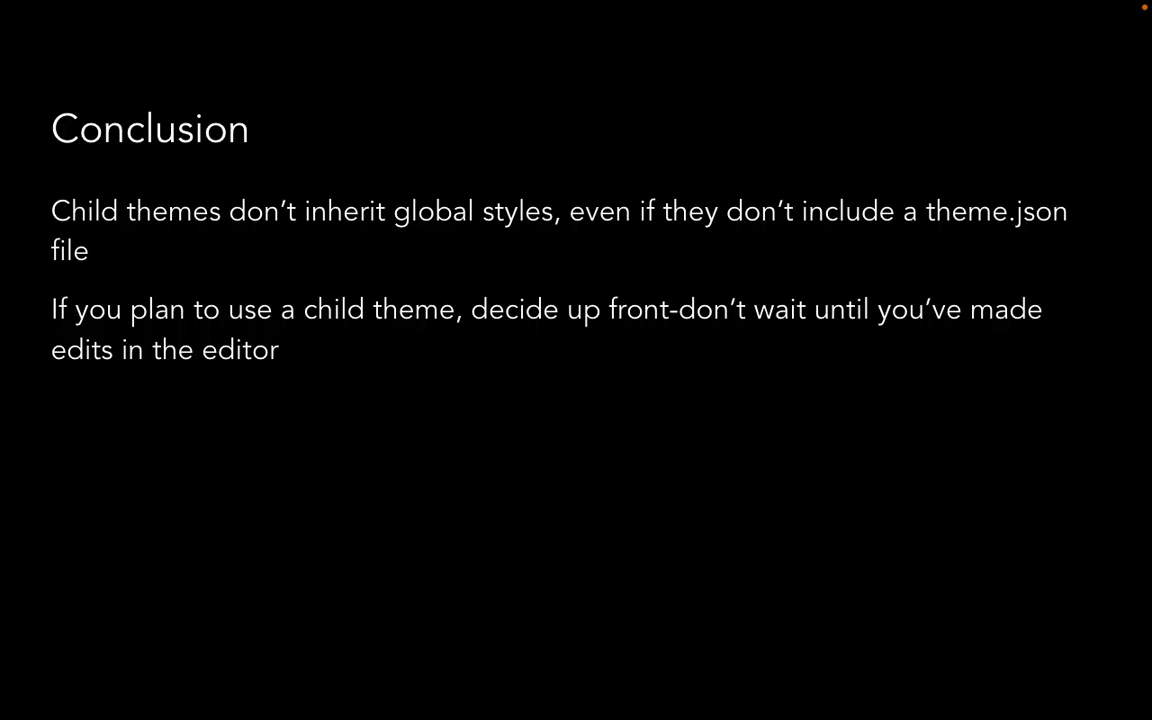 Conclusion
Child themes don’t inherit global styles, even if they don’t include a theme.json
file
If you plan to use a child theme, decide up front-don’t wait until you’ve made
edits in the editor